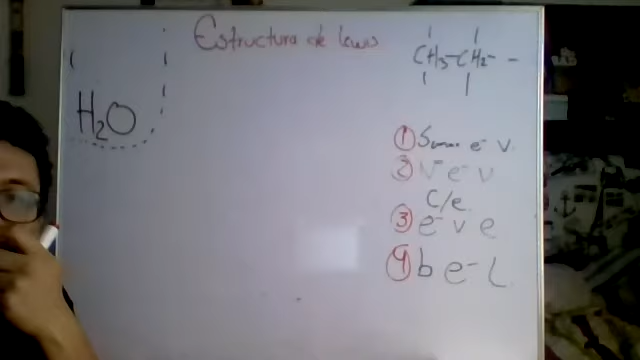 Estructura de Lewis
CH3-CH2- -
H2O
① Suma e- v
② N° e- v
C/e
③ e- v e
④ b e- L